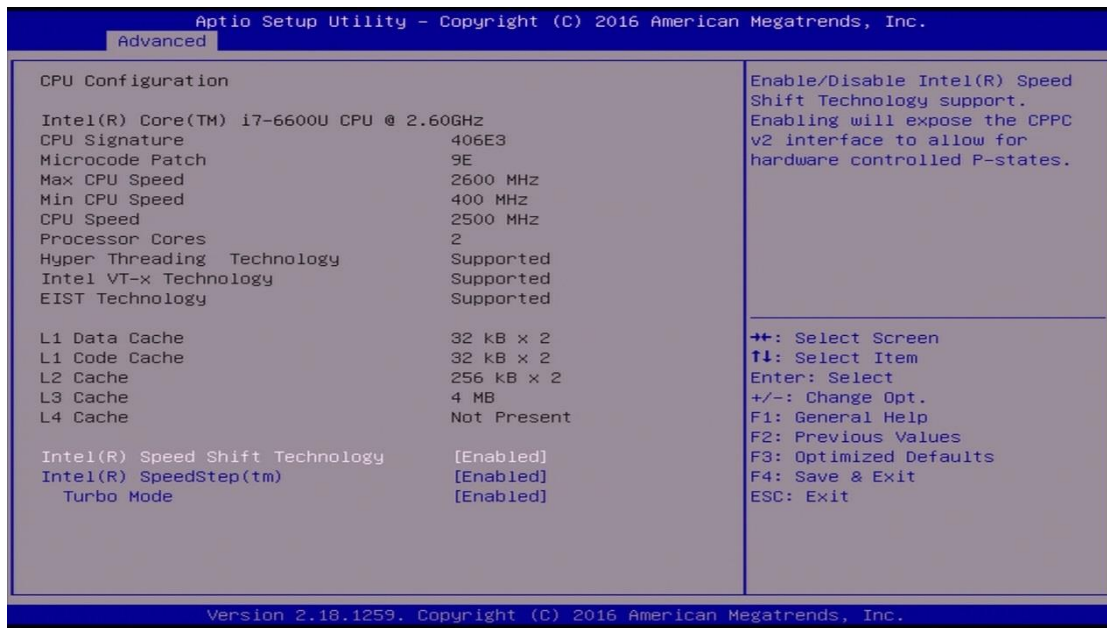 Aptio Setup Utility – Copyright (C) 2016 American Megatrends, Inc.
Advanced
CPU Configuration
Intel(R) Core(TM) i7-6600U CPU @ 2.60GHz
CPU Signature 406E3
Microcode Patch 9E
Max CPU Speed 2600 MHz
Min CPU Speed 400 MHz
CPU Speed 2500 MHz
Processor Cores 2
Hyper Threading Technology Supported
Intel VT-x Technology Supported
EIST Technology Supported
L1 Data Cache 32 kB x 2
L1 Code Cache 32 kB x 2
L2 Cache 256 kB x 2
L3 Cache 4 MB
L4 Cache Not Present
Intel(R) Speed Shift Technology [Enabled]
Intel(R) SpeedStep(tm) [Enabled]
Turbo Mode [Enabled]
Enable/Disable Intel(R) Speed
Shift Technology support.
Enabling will expose the CPPC
v2 interface to allow for
hardware controlled P-states.
→←: Select Screen
↑↓: Select Item
Enter: Select
+/-: Change Opt.
F1: General Help
F2: Previous Values
F3: Optimized Defaults
F4: Save & Exit
ESC: Exit
Version 2.18.1259. Copyright (C) 2016 American Megatrends, Inc.